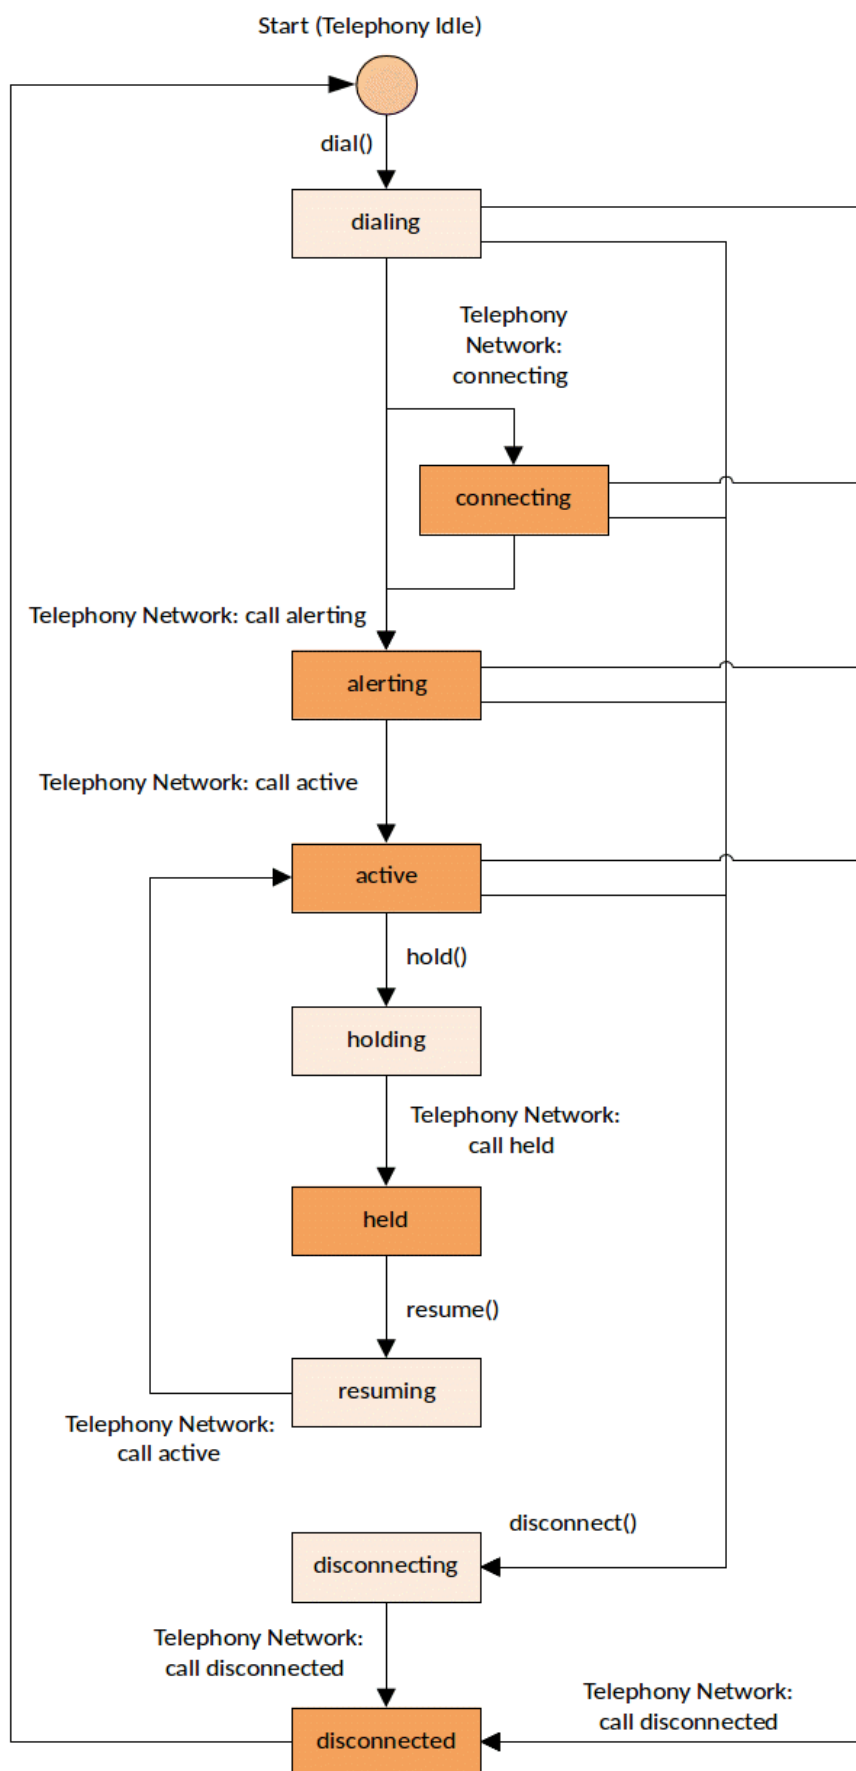 Start (Telephony Idle)
dial()
dialing
Telephony
Network:
connecting
connecting
Telephony Network: call alerting
alerting
Telephony Network: call active
active
hold()
holding
Telephony Network:
call held
held
resume()
resuming
Telephony Network:
call active
disconnect()
disconnecting
Telephony Network:
call disconnected
Telephony Network:
call disconnected
disconnected